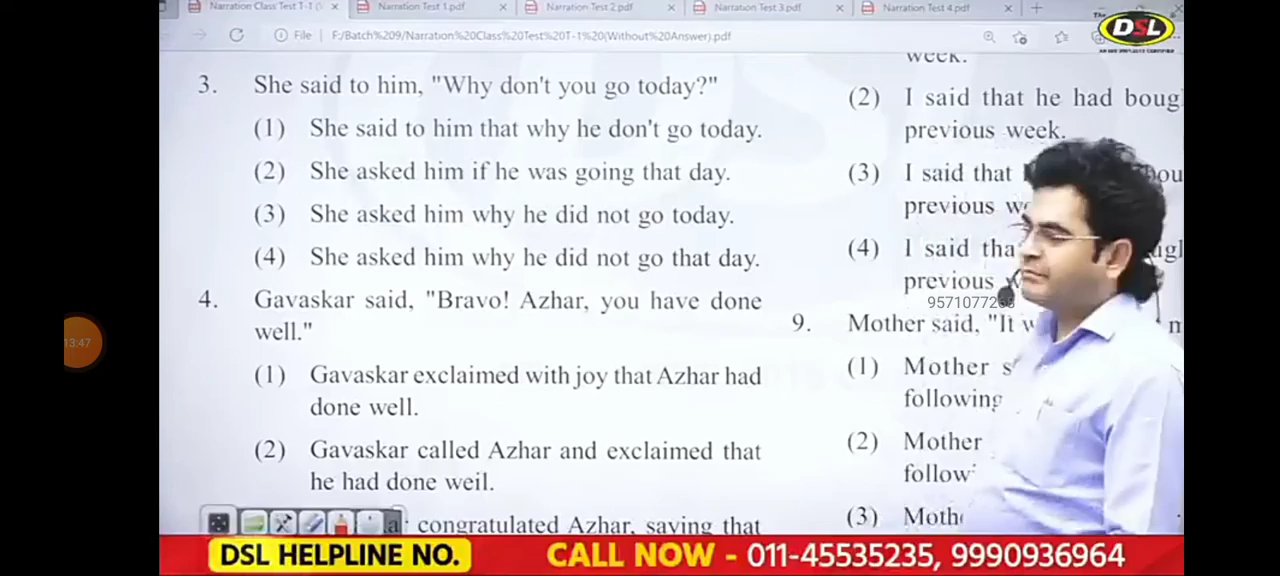 Narration Class Test T-1 (
Narration Test 1.pdf
Narration Test 2.pdf
Narration Test 3.pdf
Narration Test 4.pdf
The
DSL
File
F:/Batch%209/Narration%20Class%20Test%20T-1%20(Without%20Answer).pdf
3. She said to him, "Why don't you go today?"
(1) She said to him that why he don't go today.
(2) She asked him if he was going that day.
(3) She asked him why he did not go today.
(4) She asked him why he did not go that day.
4. Gavaskar said, "Bravo! Azhar, you have done
well."
(1) Gavaskar exclaimed with joy that Azhar had
done well.
(2) Gavaskar called Azhar and exclaimed that
he had done weil.
congratulated Azhar, saying that
week.
(2) I said that he had boug
previous week.
(3) I said that
previous
(4) I said tha
previous
9. Mother said, "It
(1) Mother
following
(2) Mother
follow
(3) Moth
13:47
DSL HELPLINE NO.
CALL NOW - 011-45535235, 9990936964